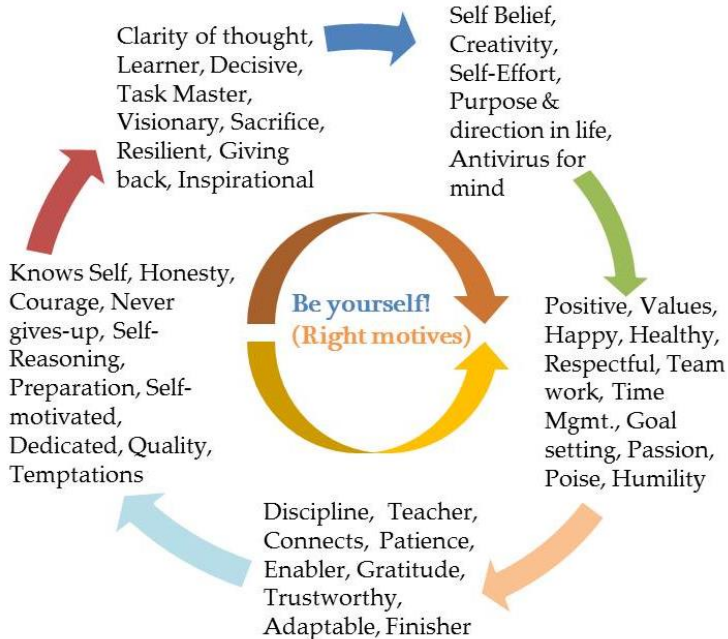 Clarity of thought,
Learner, Decisive,
Task Master,
Visionary, Sacrifice,
Resilient, Giving
back, Inspirational
Self Belief,
Creativity,
Self-Effort,
Purpose &
direction in life,
Antivirus for
mind
Positive, Values,
Happy, Healthy,
Respectful, Team
work, Time
Mgmt., Goal
setting, Passion,
Poise, Humility
Discipline, Teacher,
Connects, Patience,
Enabler, Gratitude,
Trustworthy,
Adaptable, Finisher
Knows Self, Honesty,
Courage, Never
gives-up, Self-
Reasoning,
Preparation, Self-
motivated,
Dedicated, Quality,
Temptations
Be yourself!
(Right motives)